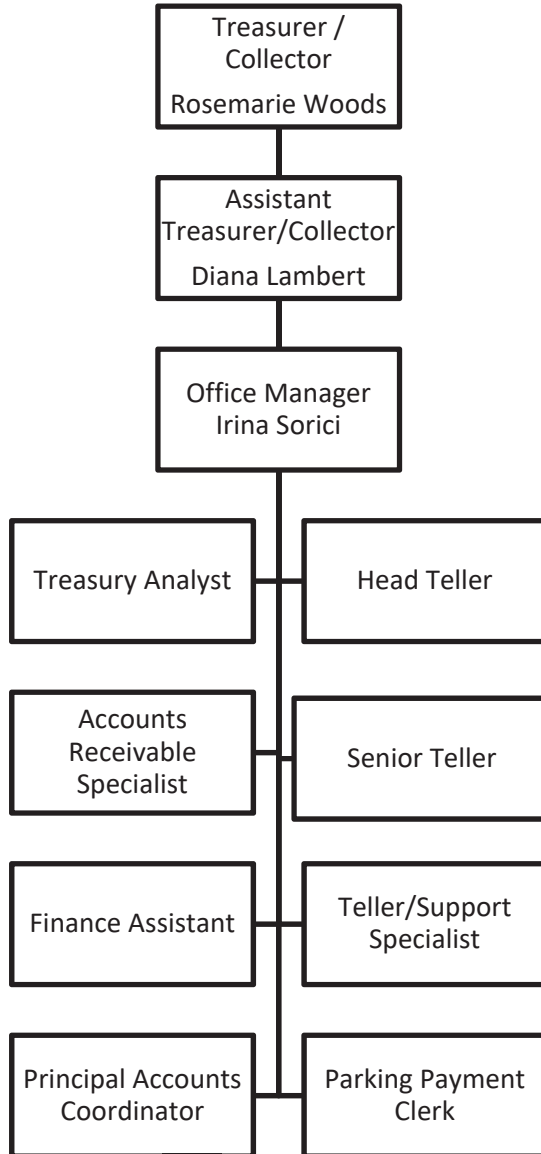 Treasurer /
Collector
Rosemarie Woods
Assistant
Treasurer/Collector
Diana Lambert
Office Manager
Irina Sorici
Treasury Analyst
Head Teller
Accounts
Receivable
Specialist
Senior Teller
Finance Assistant
Teller/Support
Specialist
Principal Accounts
Coordinator
Parking Payment
Clerk